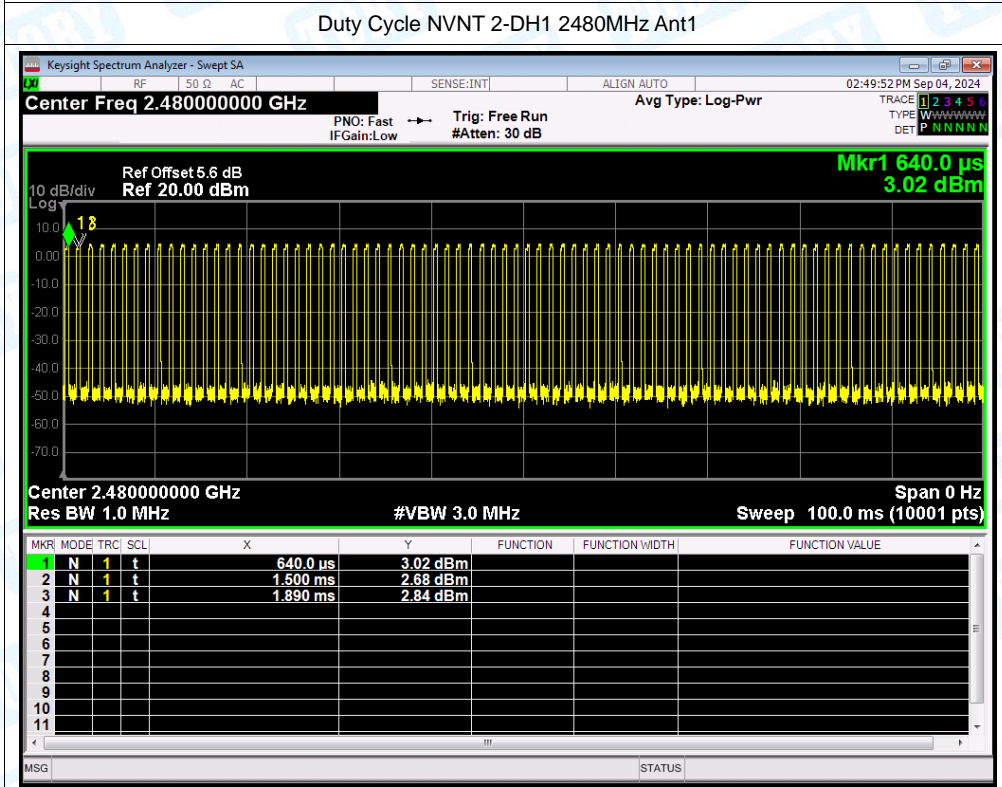 Duty Cycle NVNT 2-DH1 2480MHz Ant1
Keysight Spectrum Analyzer - Swept SA
LXI RF 50 Ω AC SENSE:INT ALIGN AUTO 02:49:52 PM Sep 04, 2024
Center Freq 2.480000000 GHz Avg Type: Log-Pwr TRACE 1 2 3 4 5 6
PNO: Fast Trig: Free Run TYPE W
IFGain:Low #Atten: 30 dB DET P N N N N N
Mkr1 640.0 µs
3.02 dBm
Ref Offset 5.6 dB
10 dB/div Ref 20.00 dBm
Log
1 3
10.0
0.00
-10.0
-20.0
-30.0
-40.0
-50.0
-60.0
-70.0
Center 2.480000000 GHz Span 0 Hz
Res BW 1.0 MHz #VBW 3.0 MHz Sweep 100.0 ms (10001 pts)
MKR MODE TRC SCL X Y FUNCTION FUNCTION WIDTH FUNCTION VALUE
1 N 1 t 640.0 µs 3.02 dBm
2 N 1 t 1.500 ms 2.68 dBm
3 N 1 t 1.890 ms 2.84 dBm
4
5
6
7
8
9
10
11
MSG STATUS